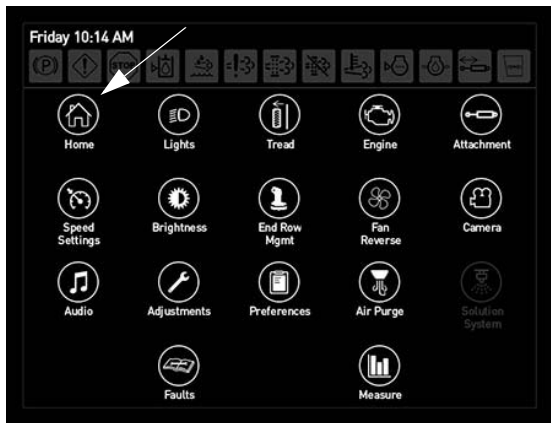 Friday 10:14 AM
(P) STOP
Home Lights Tread Engine Attachment
Speed Settings Brightness End Row Mgmt Fan Reverse Camera
Audio Adjustments Preferences Air Purge Solution System
Faults Measure